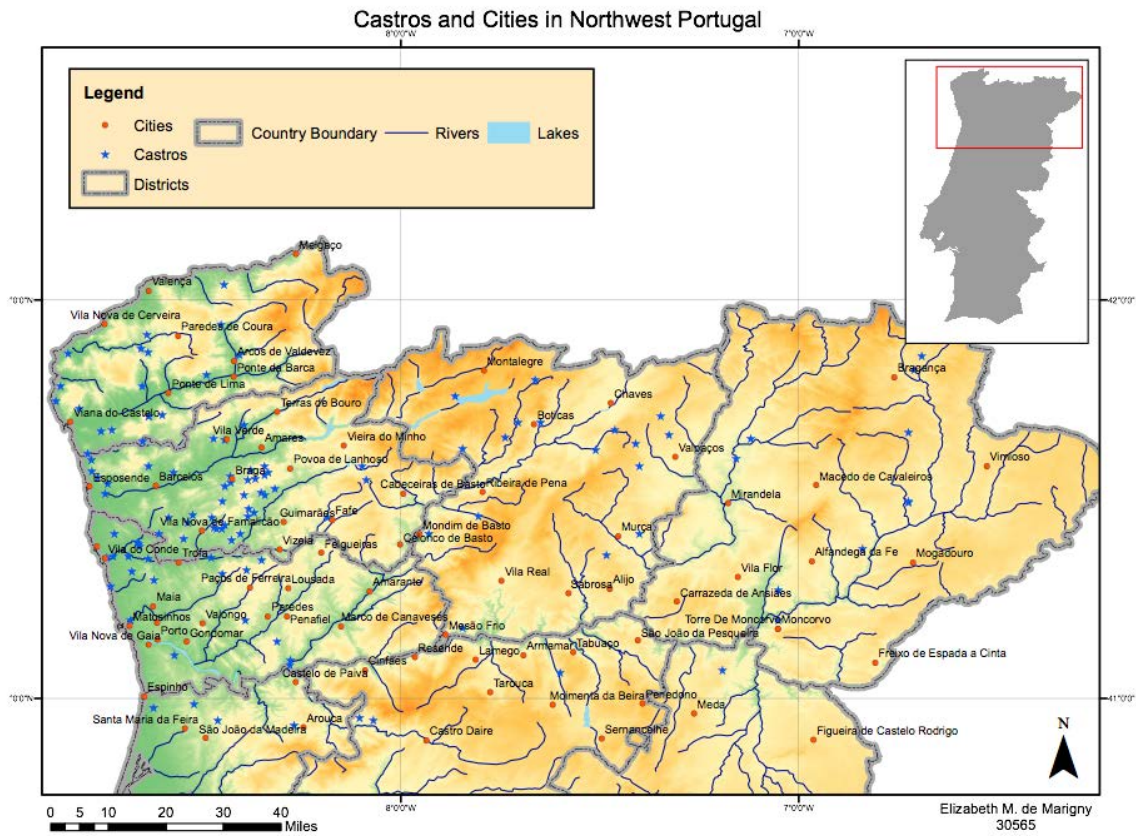 Castros and Cities in Northwest Portugal
8°0'0"W
7°0'0"W
Legend
Cities
Country Boundary
Rivers
Lakes
Castros
Districts
Melgaço
Valença
42°0'0"N
Vila Nova de Cerveira
Paredes de Coura
Arcos de Valdevez
Ponte da Barca
Ponte de Lima
Viana do Castelo
Terras de Bouro
Montalegre
Bragança
Chaves
Boticas
Vila Verde
Amares
Vieira do Minho
Valpaços
Vimioso
Povoa de Lanhoso
Esposende
Barcelos
Braga
Cabeceiras de Basto
Ribeira de Pena
Macedo de Cavaleiros
Mirandela
Guimarães
Fafe
Vila Nova de Famalicão
Mondim de Basto
Murça
Celorico de Basto
Vila do Conde
Trofa
Vizela
Felgueiras
Alfandega da Fe
Mogadouro
Paços de Ferreira
Lousada
Amarante
Vila Real
Sabrosa
Alijo
Vila Flor
Carrazeda de Ansiães
Maia
Matosinhos
Valongo
Paredes
Penafiel
Marco de Canaveses
Mesão Frio
Torre De Moncorvo
Moncorvo
São João da Pesqueira
Vila Nova de Gaia
Porto
Gondomar
Resende
Lamego
Armamar
Tabuaço
Freixo de Espada a Cinta
Castelo de Paiva
Cinfães
Tarouca
Espinho
Moimenta da Beira
Penedono
Meda
41°0'0"N
Santa Maria da Feira
São João da Madeira
Arouca
Castro Daire
Sernancelhe
Figueira de Castelo Rodrigo
N
8°0'0"W
7°0'0"W
0 5 10 20 30 40
Miles
Elizabeth M. de Marigny
30565